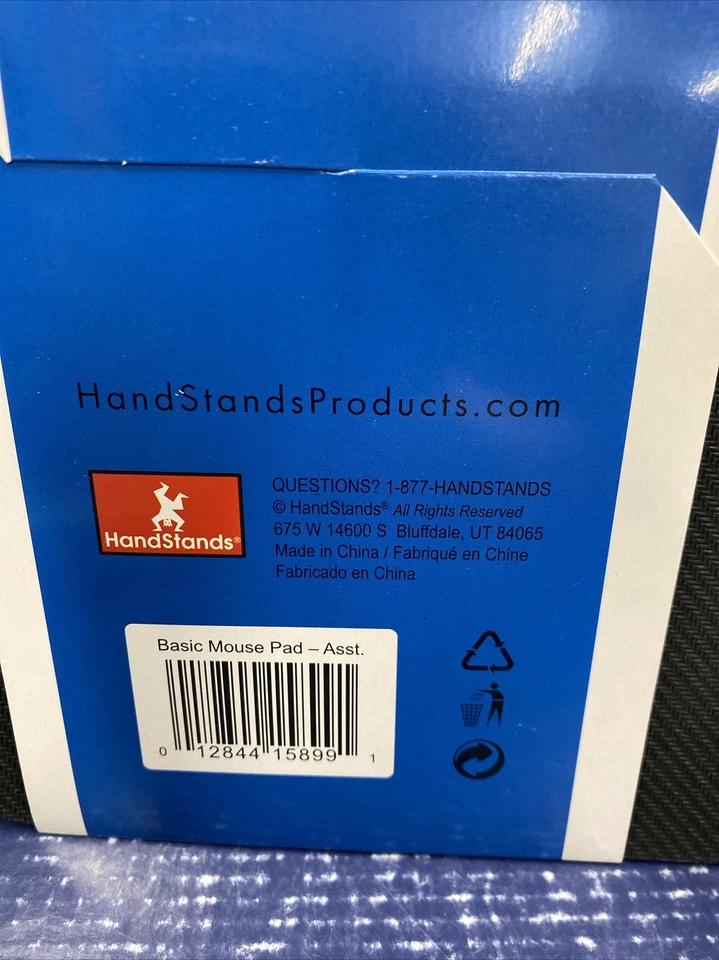 HandStandsProducts.com
HandStands®
QUESTIONS? 1-877-HANDSTANDS
© HandStands® All Rights Reserved
675 W 14600 S Bluffdale, UT 84065
Made in China / Fabriqué en Chine
Fabricado en China
Basic Mouse Pad – Asst.
0 12844 15899 1